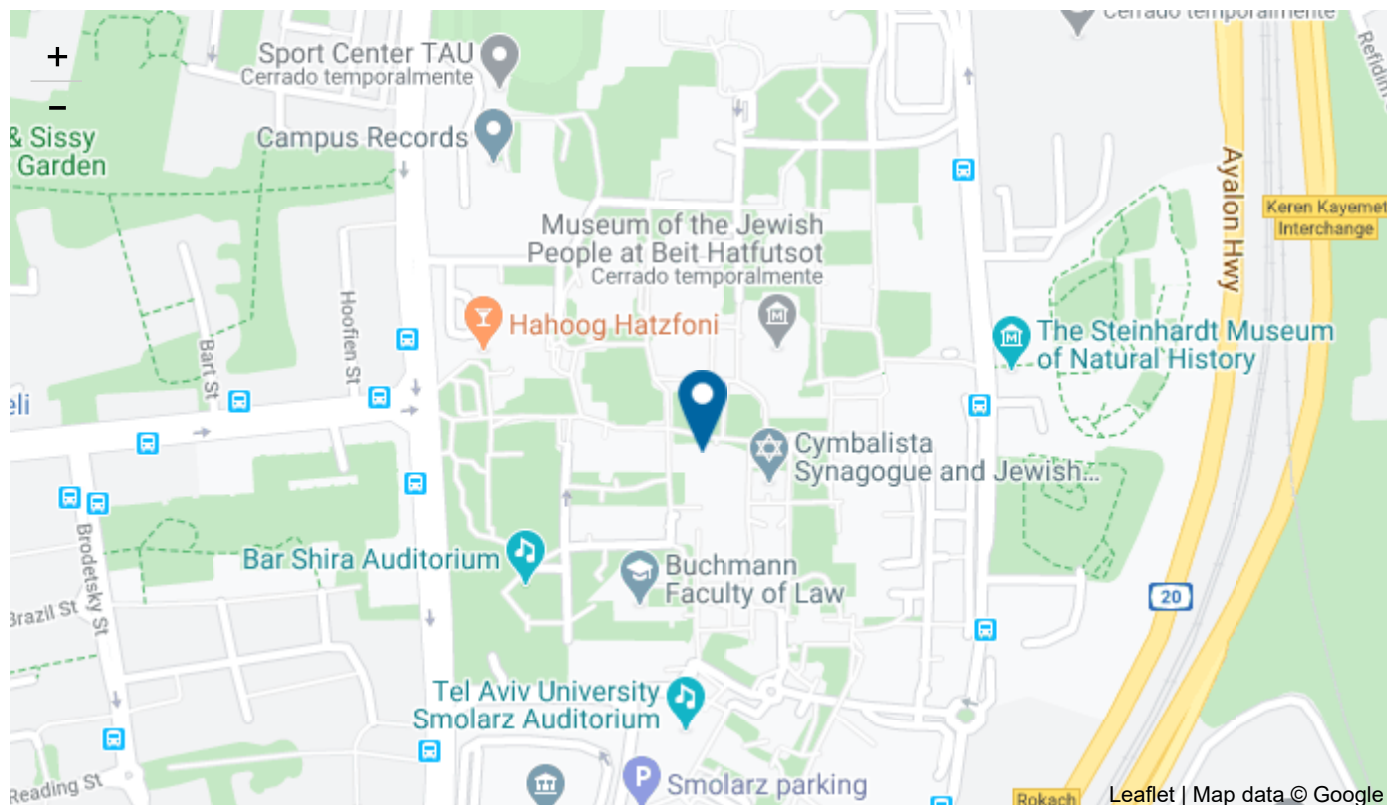 Cerrado temporalmente
+
−
Sport Center TAU
Cerrado temporalmente
Campus Records
& Sissy
Garden
Ayalon Hwy
Keren Kayemet
Interchange
Museum of the Jewish
People at Beit Hatfutsot
Cerrado temporalmente
Hahoog Hatzfoni
The Steinhardt Museum
of Natural History
Hoofien St
Bart St
eli
Cymbalista
Synagogue and Jewish...
Brodetsky St
Bar Shira Auditorium
Buchmann
Faculty of Law
20
Brazil St
Tel Aviv University
Smolarz Auditorium
P
Smolarz parking
Reading St
Rokach
Leaflet | Map data © Google